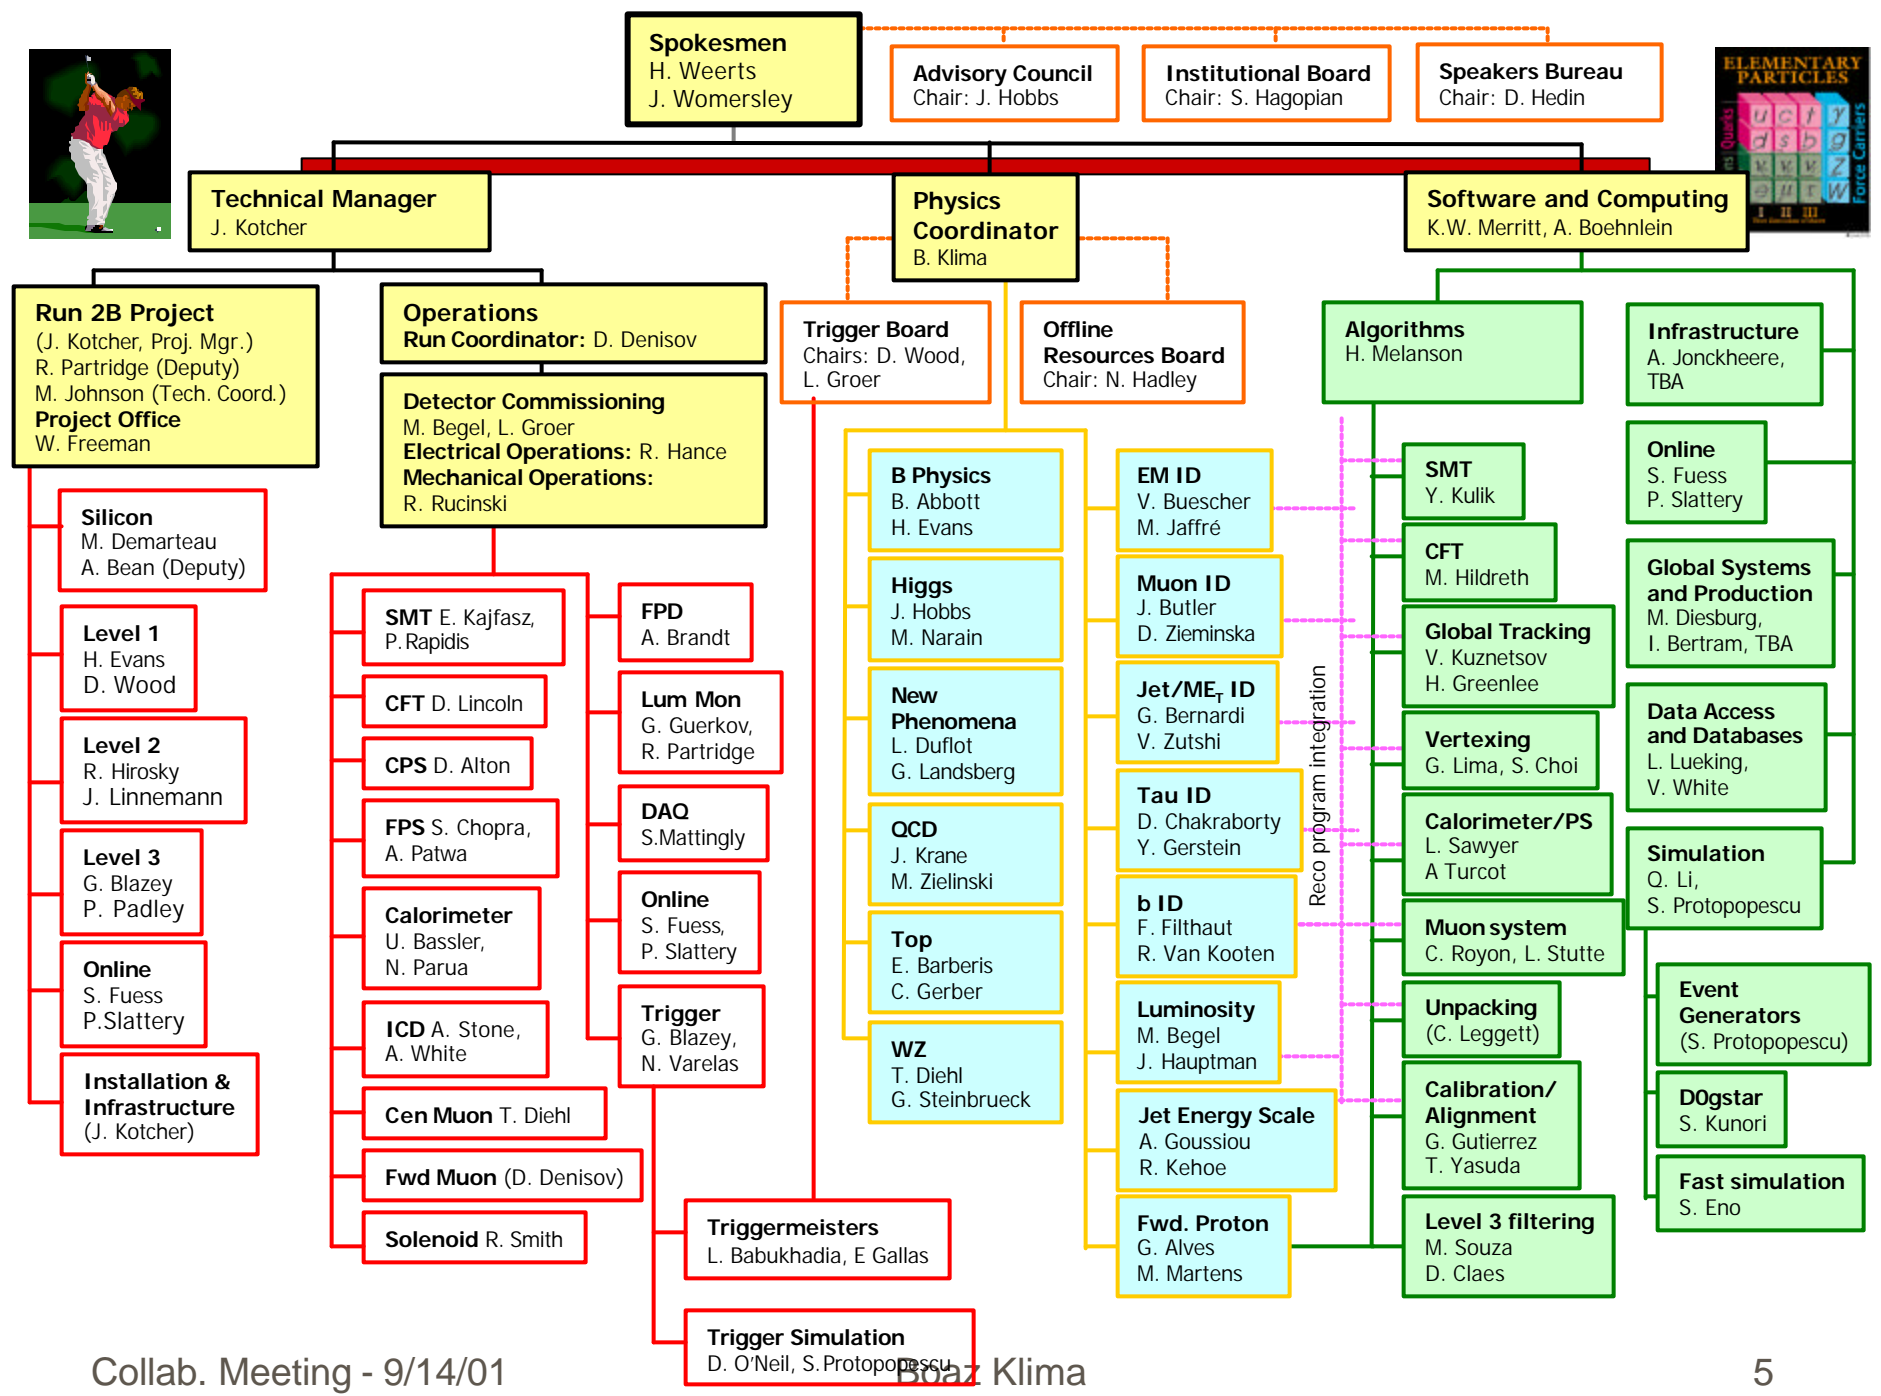 Spokesmen
H. Weerts
J. Womersley
Advisory Council
Chair: J. Hobbs
Institutional Board
Chair: S. Hagopian
Speakers Bureau
Chair: D. Hedin
ELEMENTARY
PARTICLES
Quarks
Force Carriers
u c t γ
d s b g
Z
e μ τ W
I II III
Technical Manager
J. Kotcher
Physics
Coordinator
B. Klima
Software and Computing
K.W. Merritt, A. Boehnlein
Run 2B Project
(J. Kotcher, Proj. Mgr.)
R. Partridge (Deputy)
M. Johnson (Tech. Coord.)
Project Office
W. Freeman
Silicon
M. Demarteau
A. Bean (Deputy)
Level 1
H. Evans
D. Wood
Level 2
R. Hirosky
J. Linnemann
Level 3
G. Blazey
P. Padley
Online
S. Fuess
P.Slattery
Installation &
Infrastructure
(J. Kotcher)
Operations
Run Coordinator: D. Denisov
Detector Commissioning
M. Begel, L. Groer
Electrical Operations: R. Hance
Mechanical Operations:
R. Rucinski
SMT E. Kajfasz,
P. Rapidis
CFT D. Lincoln
CPS D. Alton
FPS S. Chopra,
A. Patwa
Calorimeter
U. Bassler,
N. Parua
ICD A. Stone,
A. White
Cen Muon T. Diehl
Fwd Muon (D. Denisov)
Solenoid R. Smith
FPD
A. Brandt
Lum Mon
G. Guerkov,
R. Partridge
DAQ
S.Mattingly
Online
S. Fuess,
P. Slattery
Trigger
G. Blazey,
N. Varelas
Triggermeisters
L. Babukhadia, E Gallas
Trigger Simulation
D. O'Neil, S.Protopopescu
Trigger Board
Chairs: D. Wood,
L. Groer
Offline
Resources Board
Chair: N. Hadley
B Physics
B. Abbott
H. Evans
Higgs
J. Hobbs
M. Narain
New
Phenomena
L. Duflot
G. Landsberg
QCD
J. Krane
M. Zielinski
Top
E. Barberis
C. Gerber
WZ
T. Diehl
G. Steinbrueck
EM ID
V. Buescher
M. Jaffré
Muon ID
J. Butler
D. Zieminska
Jet/MET ID
G. Bernardi
V. Zutshi
Tau ID
D. Chakraborty
Y. Gerstein
b ID
F. Filthaut
R. Van Kooten
Luminosity
M. Begel
J. Hauptman
Jet Energy Scale
A. Goussiou
R. Kehoe
Fwd. Proton
G. Alves
M. Martens
Reco program integration
Algorithms
H. Melanson
SMT
Y. Kulik
CFT
M. Hildreth
Global Tracking
V. Kuznetsov
H. Greenlee
Vertexing
G. Lima, S. Choi
Calorimeter/PS
L. Sawyer
A Turcot
Muon system
C. Royon, L. Stutte
Unpacking
(C. Leggett)
Calibration/
Alignment
G. Gutierrez
T. Yasuda
Level 3 filtering
M. Souza
D. Claes
Infrastructure
A. Jonckheere,
TBA
Online
S. Fuess
P. Slattery
Global Systems
and Production
M. Diesburg,
I. Bertram, TBA
Data Access
and Databases
L. Lueking,
V. White
Simulation
Q. Li,
S. Protopopescu
Event
Generators
(S. Protopopescu)
D0gstar
S. Kunori
Fast simulation
S. Eno
Collab. Meeting - 9/14/01
Boaz Klima
5